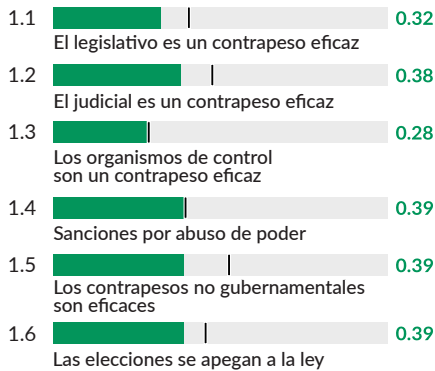 1.1 0.32
El legislativo es un contrapeso eficaz
1.2 0.38
El judicial es un contrapeso eficaz
1.3 0.28
Los organismos de control
son un contrapeso eficaz
1.4 0.39
Sanciones por abuso de poder
1.5 0.39
Los contrapesos no gubernamentales
son eficaces
1.6 0.39
Las elecciones se apegan a la ley